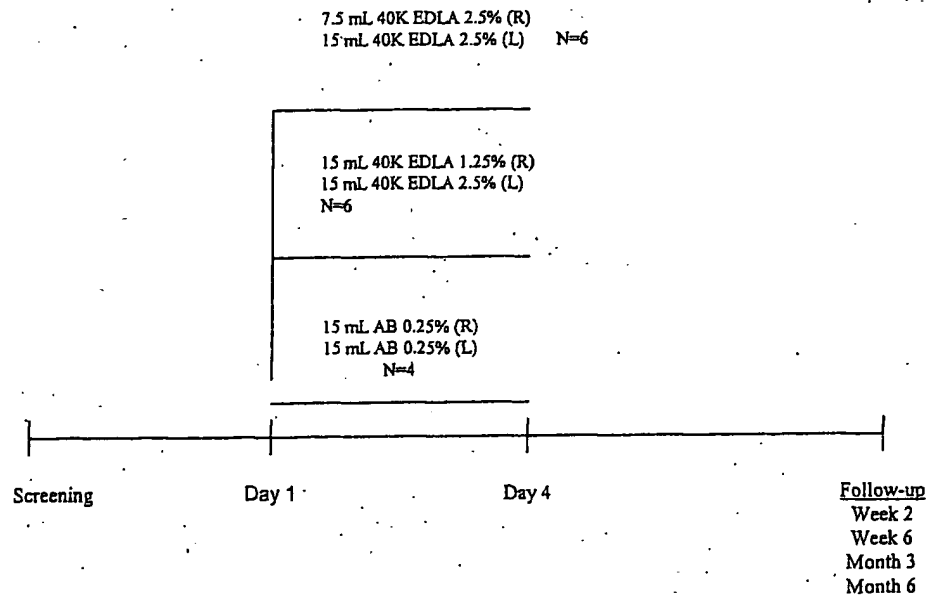 7.5 mL 40K EDLA 2.5% (R)
15 mL 40K EDLA 2.5% (L) N=6
15 mL 40K EDLA 1.25% (R)
15 mL 40K EDLA 2.5% (L)
N=6
15 mL AB 0.25% (R)
15 mL AB 0.25% (L)
N=4
Screening
Day 1
Day 4
Follow-up
Week 2
Week 6
Month 3
Month 6